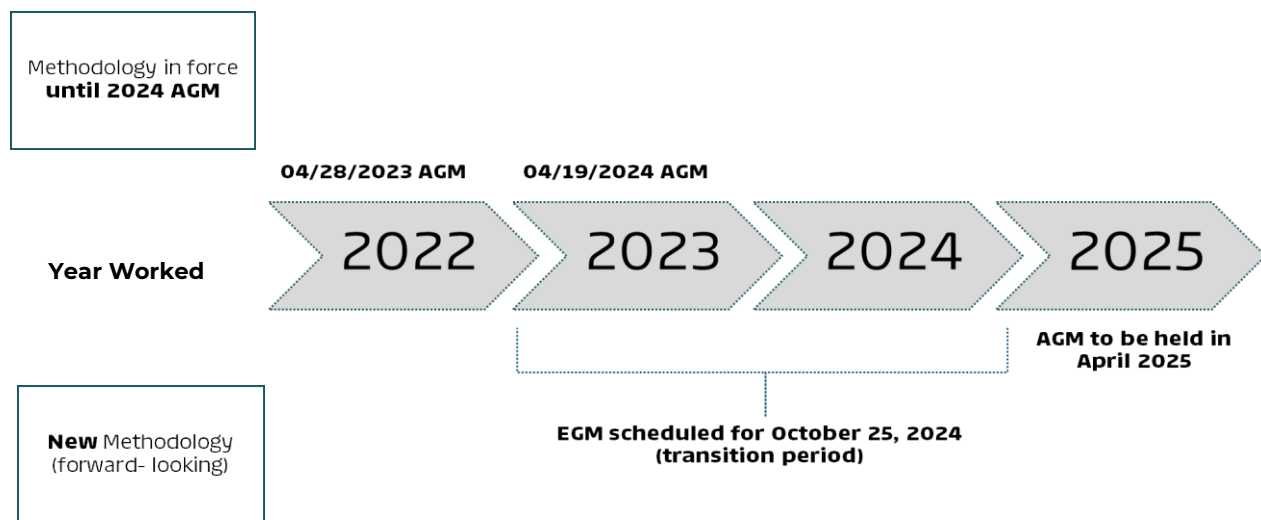 Methodology in force
until 2024 AGM
04/28/2023 AGM
04/19/2024 AGM
Year Worked
2022
2023
2024
2025
AGM to be held in
April 2025
EGM scheduled for October 25, 2024
(transition period)
New Methodology
(forward- looking)